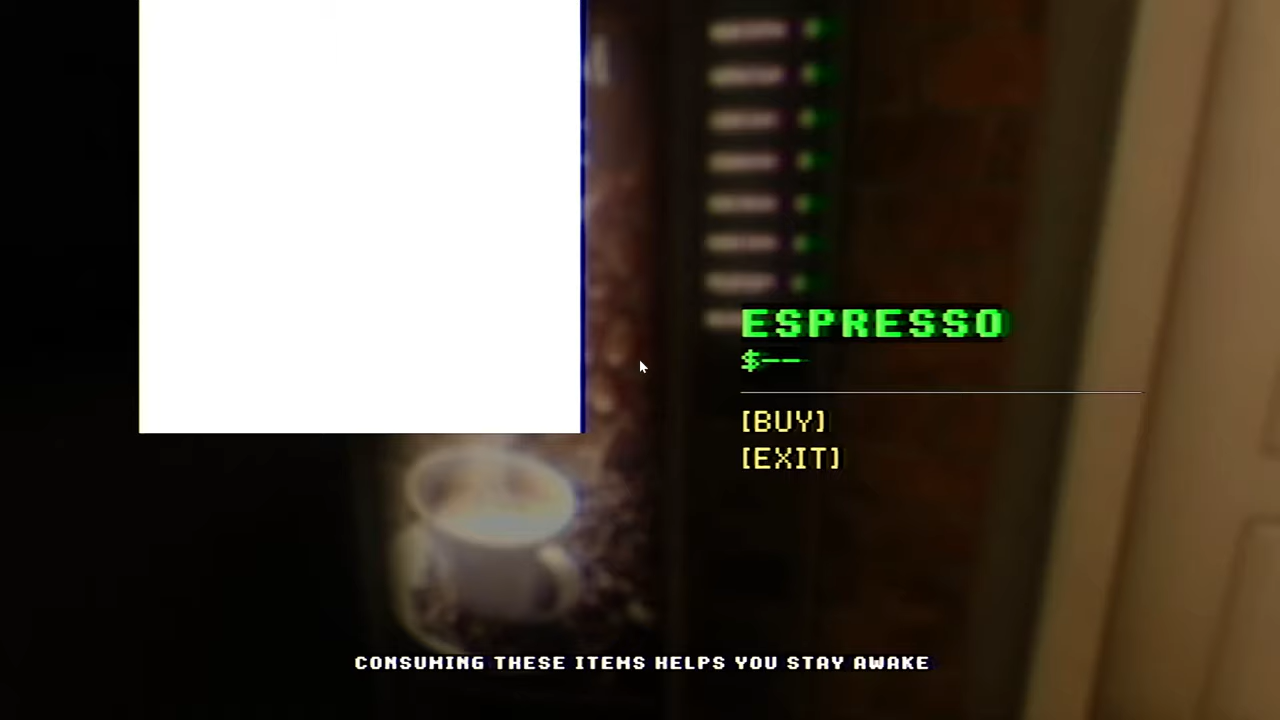 ESPRESSO
$--
[BUY]
[EXIT]
CONSUMING THESE ITEMS HELPS YOU STAY AWAKE